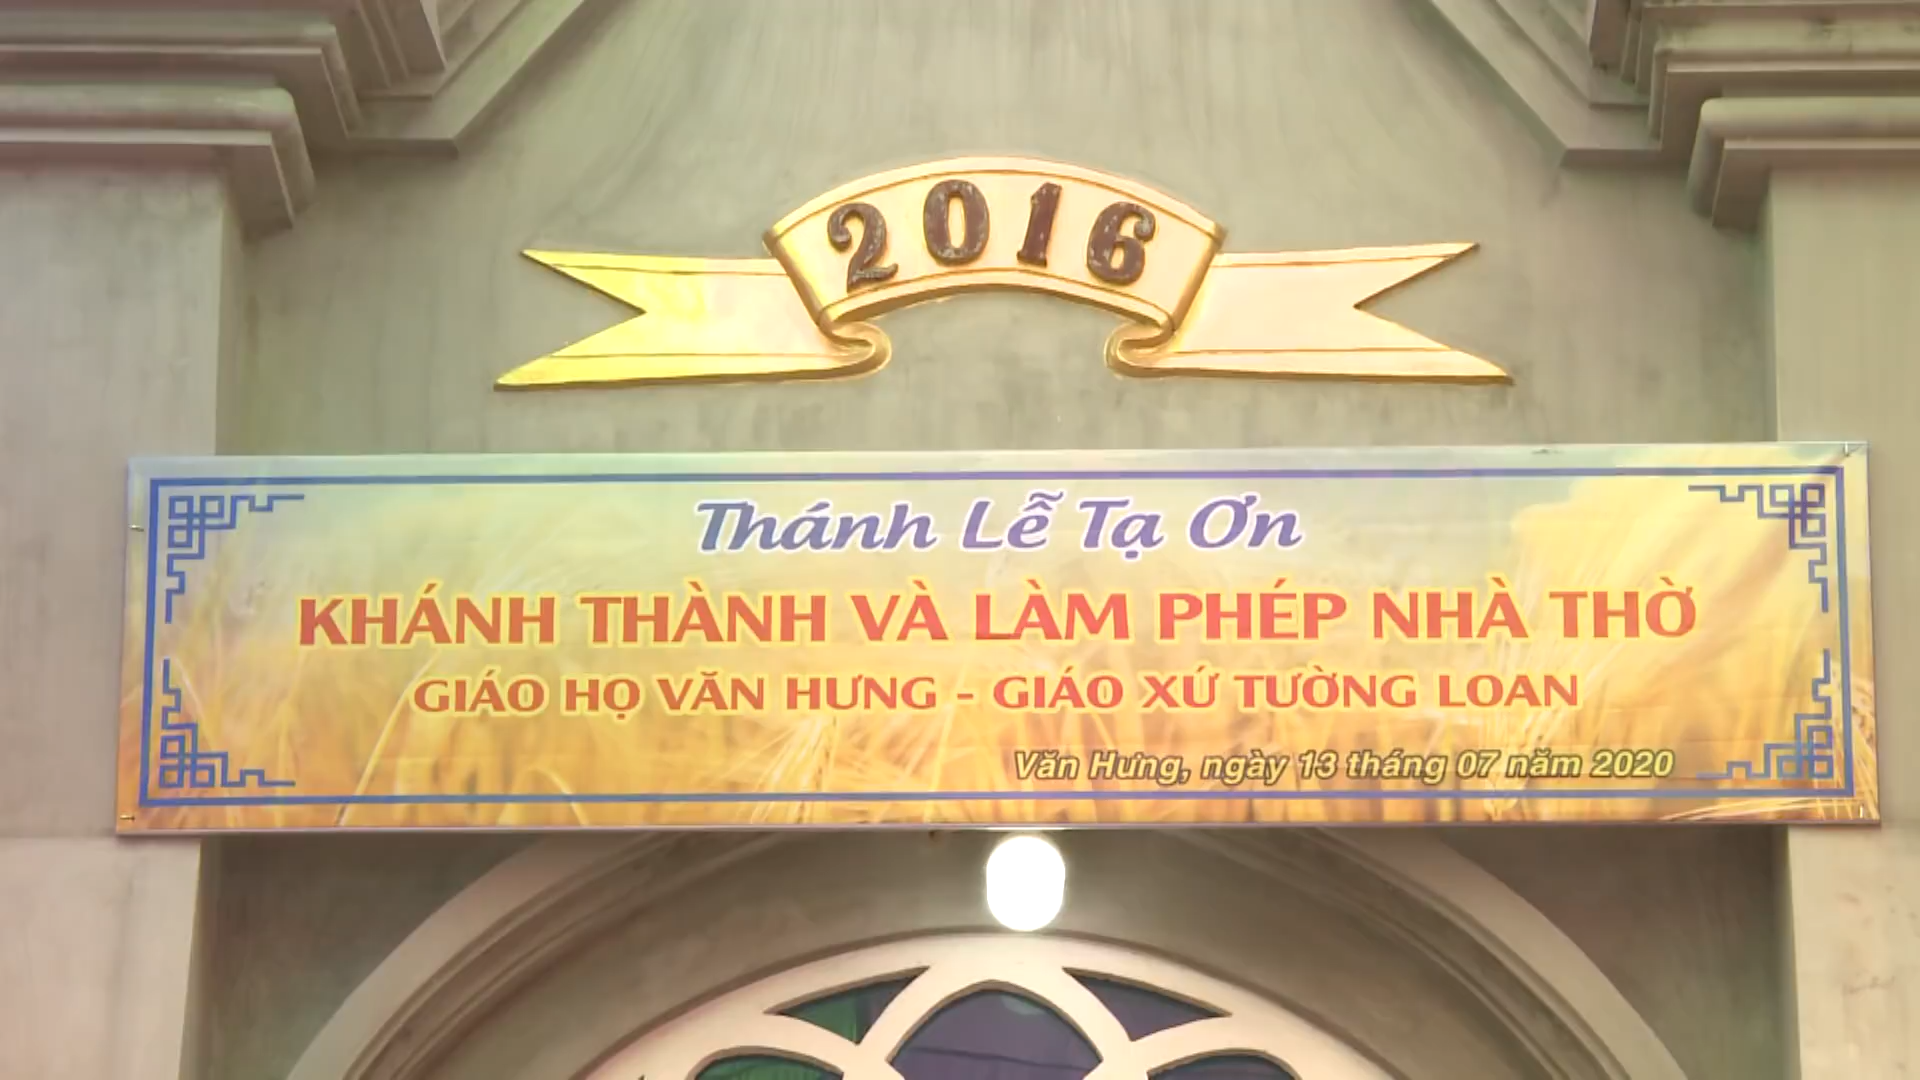 2016
Thánh Lễ Tạ Ơn
KHÁNH THÀNH VÀ LÀM PHÉP NHÀ THỜ
GIÁO HỌ VĂN HƯNG - GIÁO XỨ TƯỜNG LOAN
Văn Hưng, ngày 13 tháng 07 năm 2020